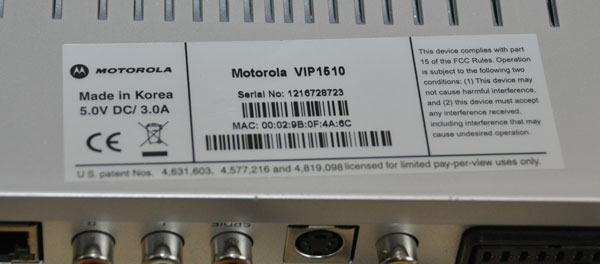 MOTOROLA
Made in Korea
5.0V DC/ 3.0A
CE
Motorola VIP1510
Serial No: 1216728723
MAC: 00:02:9B:0F:4A:6C
This device complies with part
15 of the FCC Rules. Operation
is subject to the following two
conditions: (1) This device may
not cause harmful interference,
and (2) this device must accept
any interference received,
including interference that may
cause undesired operation.
U.S. patent Nos. 4,631,603, 4,577,216 and 4,819,098 licensed for limited pay-per-view uses only.
R
L
S/PDIF